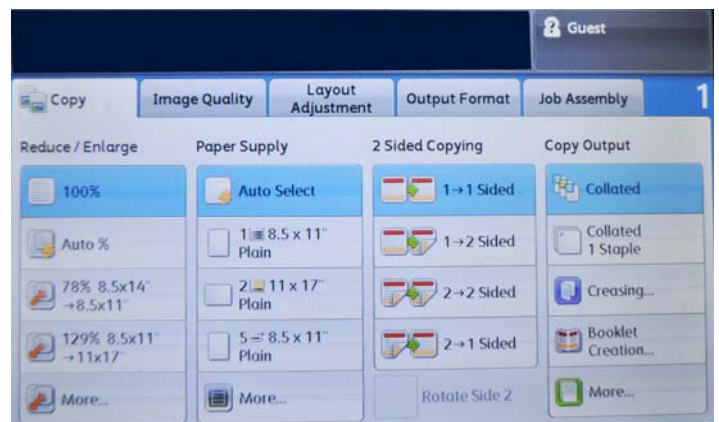 Guest
Copy
Image Quality
Layout
Adjustment
Output Format
Job Assembly
1
Reduce / Enlarge
Paper Supply
2 Sided Copying
Copy Output
100%
Auto Select
1→1 Sided
Collated
Auto %
1 8.5 x 11"
Plain
1→2 Sided
Collated
1 Staple
78% 8.5x14"
→8.5x11"
2 11 x 17"
Plain
2→2 Sided
Creasing...
129% 8.5x11"
→11x17"
5 8.5 x 11"
Plain
2→1 Sided
Booklet
Creation...
More...
More...
Rotate Side 2
More...